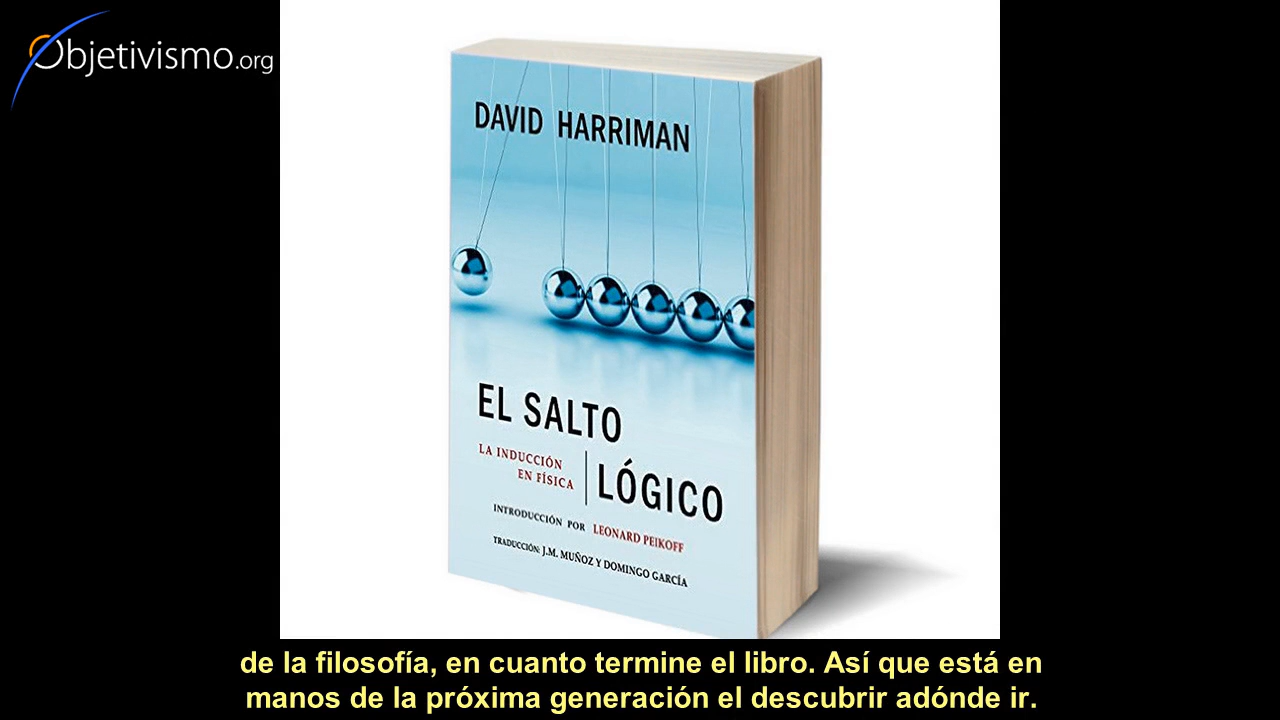 Objetivismo.org
DAVID HARRIMAN
EL SALTO
LA INDUCCIÓN
EN FÍSICA
LÓGICO
INTRODUCCIÓN POR LEONARD PEIKOFF
TRADUCCIÓN: J.M. MUÑOZ Y DOMINGO GARCÍA
de la filosofía, en cuanto termine el libro. Así que está en
manos de la próxima generación el descubrir adónde ir.